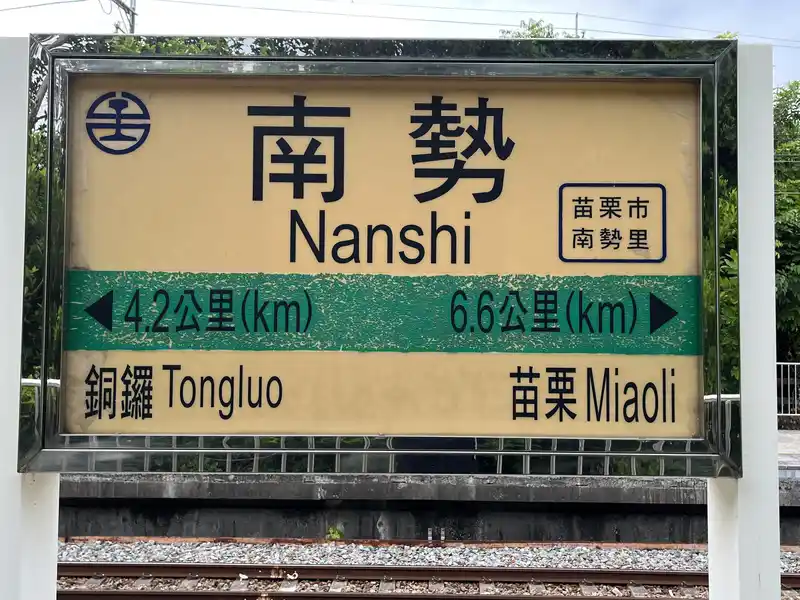 南勢
Nanshi
苗栗市
南勢里
4.2公里(km) 6.6公里(km)
銅鑼 Tongluo 苗栗 Miaoli